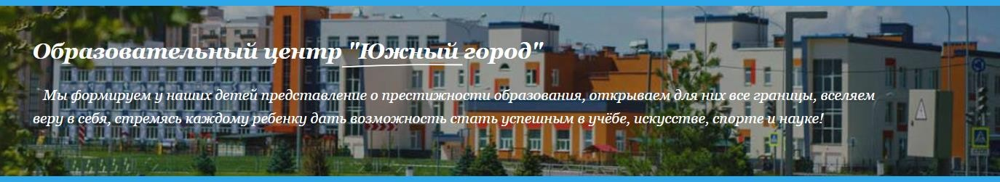 Образовательный центр "Южный город"
Мы формируем у наших детей представление о престижности образования, открываем для них все границы, вселяем
веру в себя, стремясь каждому ребенку дать возможность стать успешным в учёбе, искусстве, спорте и науке!